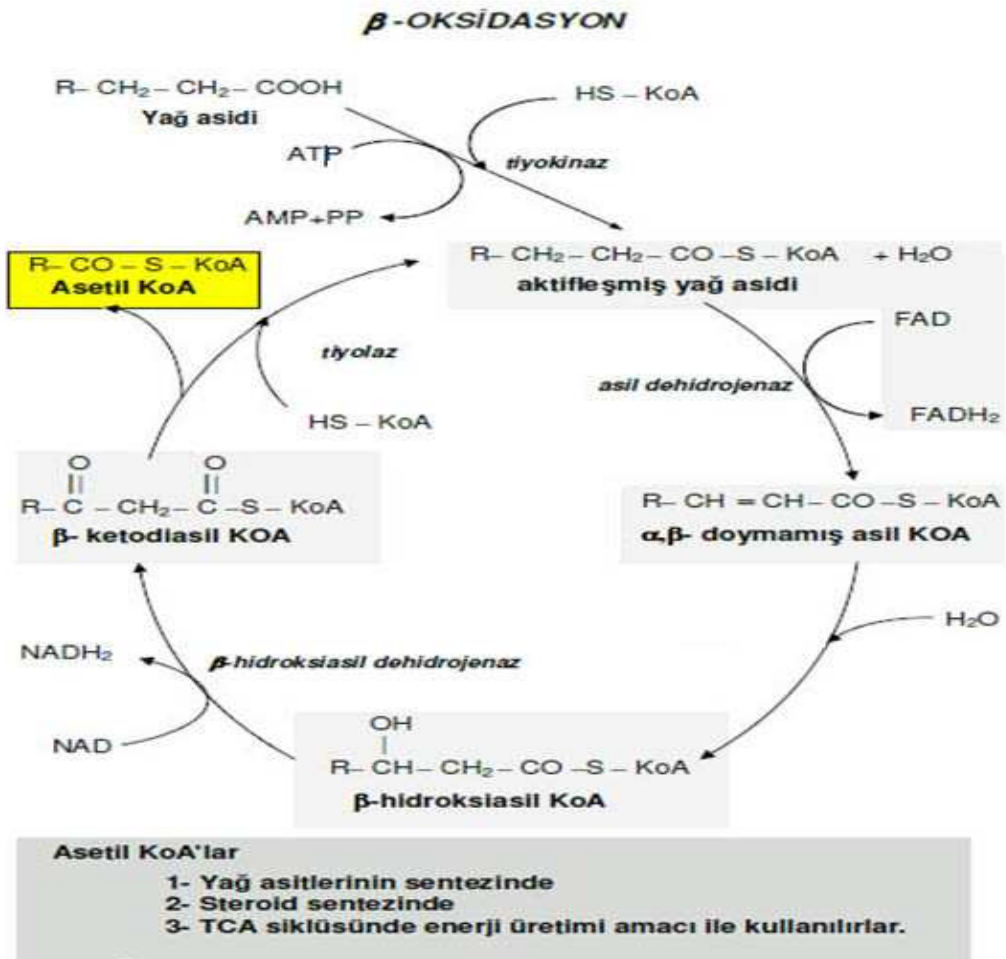 β-OKSİDASYON
R– CH₂ – CH₂ – COOH
Yağ asidi
HS – KoA
ATP
tiyokinaz
AMP+PP
R– CO – S – KoA
Asetil KoA
R– CH₂– CH₂– CO –S – KoA + H₂O
aktifleşmiş yağ asidi
FAD
tiyolaz
asil dehidrojenaz
HS – KoA
FADH₂
O O
|| ||
R– C – CH₂– C –S– KoA
β- ketodiasil KOA
R– CH = CH – CO – S – KoA
α,β- doymamış asil KOA
H₂O
NADH₂
β-hidroksiasil dehidrojenaz
NAD
OH
|
R– CH– CH₂– CO –S – KoA
β-hidroksiasil KoA
Asetil KoA'lar
1- Yağ asitlerinin sentezinde
2- Steroid sentezinde
3- TCA siklüsünde enerji üretimi amacı ile kullanılırlar.